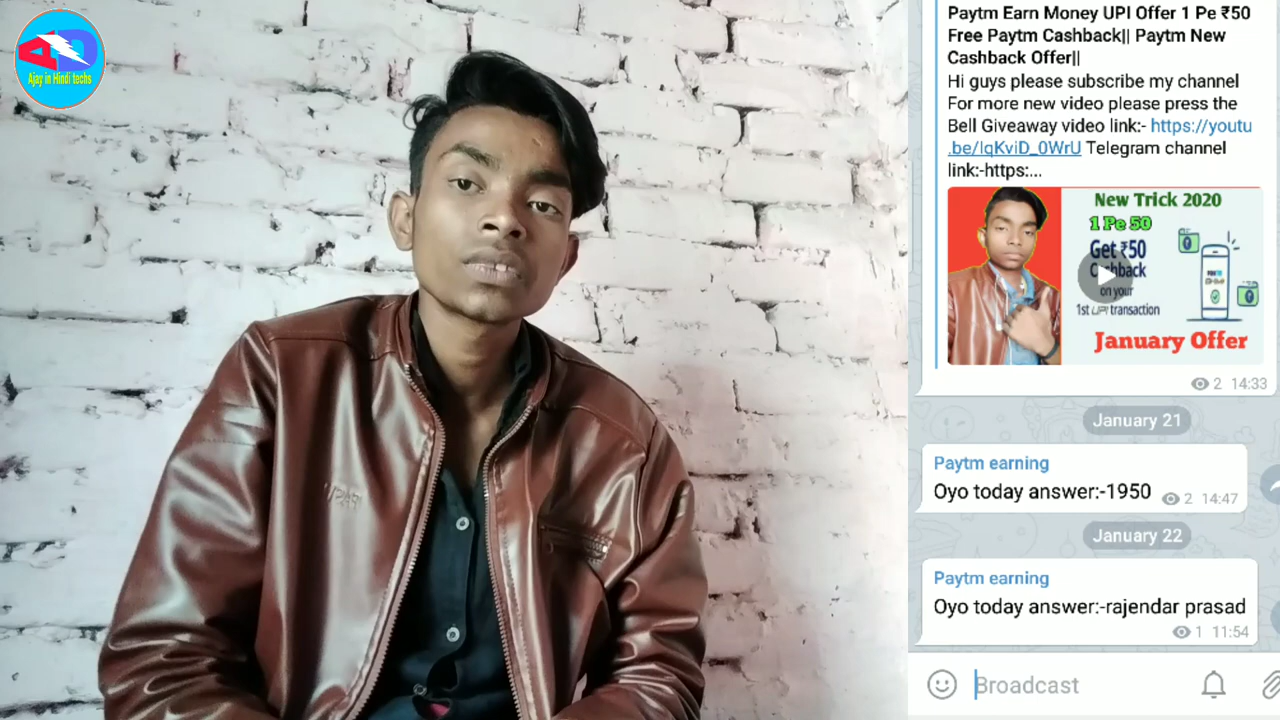 AD
Ajay in Hindi techs
Paytm Earn Money UPI Offer 1 Pe ₹50
Free Paytm Cashback|| Paytm New
Cashback Offer||
Hi guys please subscribe my channel
For more new video please press the
Bell Giveaway video link:- https://youtu
.be/lqKviD_0WrU Telegram channel
link:-https:...
New Trick 2020
1 Pe 50
Get ₹50
Cashback
on your
1st UPI transaction
January Offer
2 14:33
January 21
Paytm earning
Oyo today answer:-1950
2 14:47
January 22
Paytm earning
Oyo today answer:-rajendar prasad
1 11:54
Broadcast